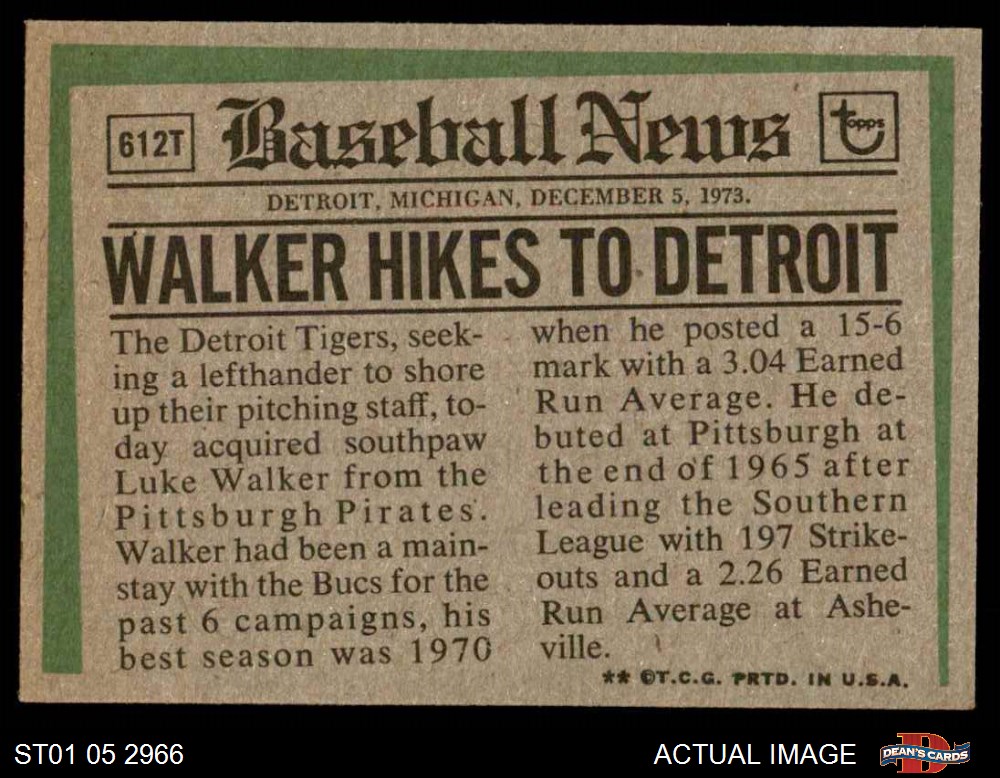 612T
Baseball News
topps
DETROIT, MICHIGAN, DECEMBER 5, 1973.
WALKER HIKES TO DETROIT
The Detroit Tigers, seek-
ing a lefthander to shore
up their pitching staff, to-
day acquired southpaw
Luke Walker from the
Pittsburgh Pirates.
Walker had been a main-
stay with the Bucs for the
past 6 campaigns, his
best season was 1970
when he posted a 15-6
mark with a 3.04 Earned
Run Average. He de-
buted at Pittsburgh at
the end of 1965 after
leading the Southern
League with 197 Strike-
outs and a 2.26 Earned
Run Average at Ashe-
ville.
** ©T.C.G. PRTD. IN U.S.A.
ST01 05 2966
ACTUAL IMAGE
D
DEAN'S CARDS